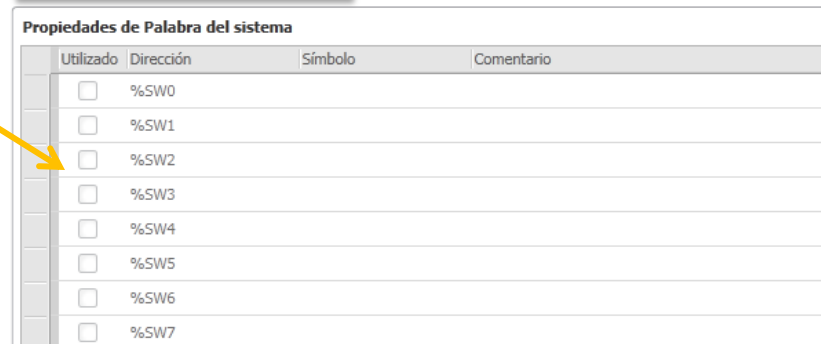 Propiedades de Palabra del sistema
Utilizado Dirección Símbolo Comentario
%SW0
%SW1
%SW2
%SW3
%SW4
%SW5
%SW6
%SW7